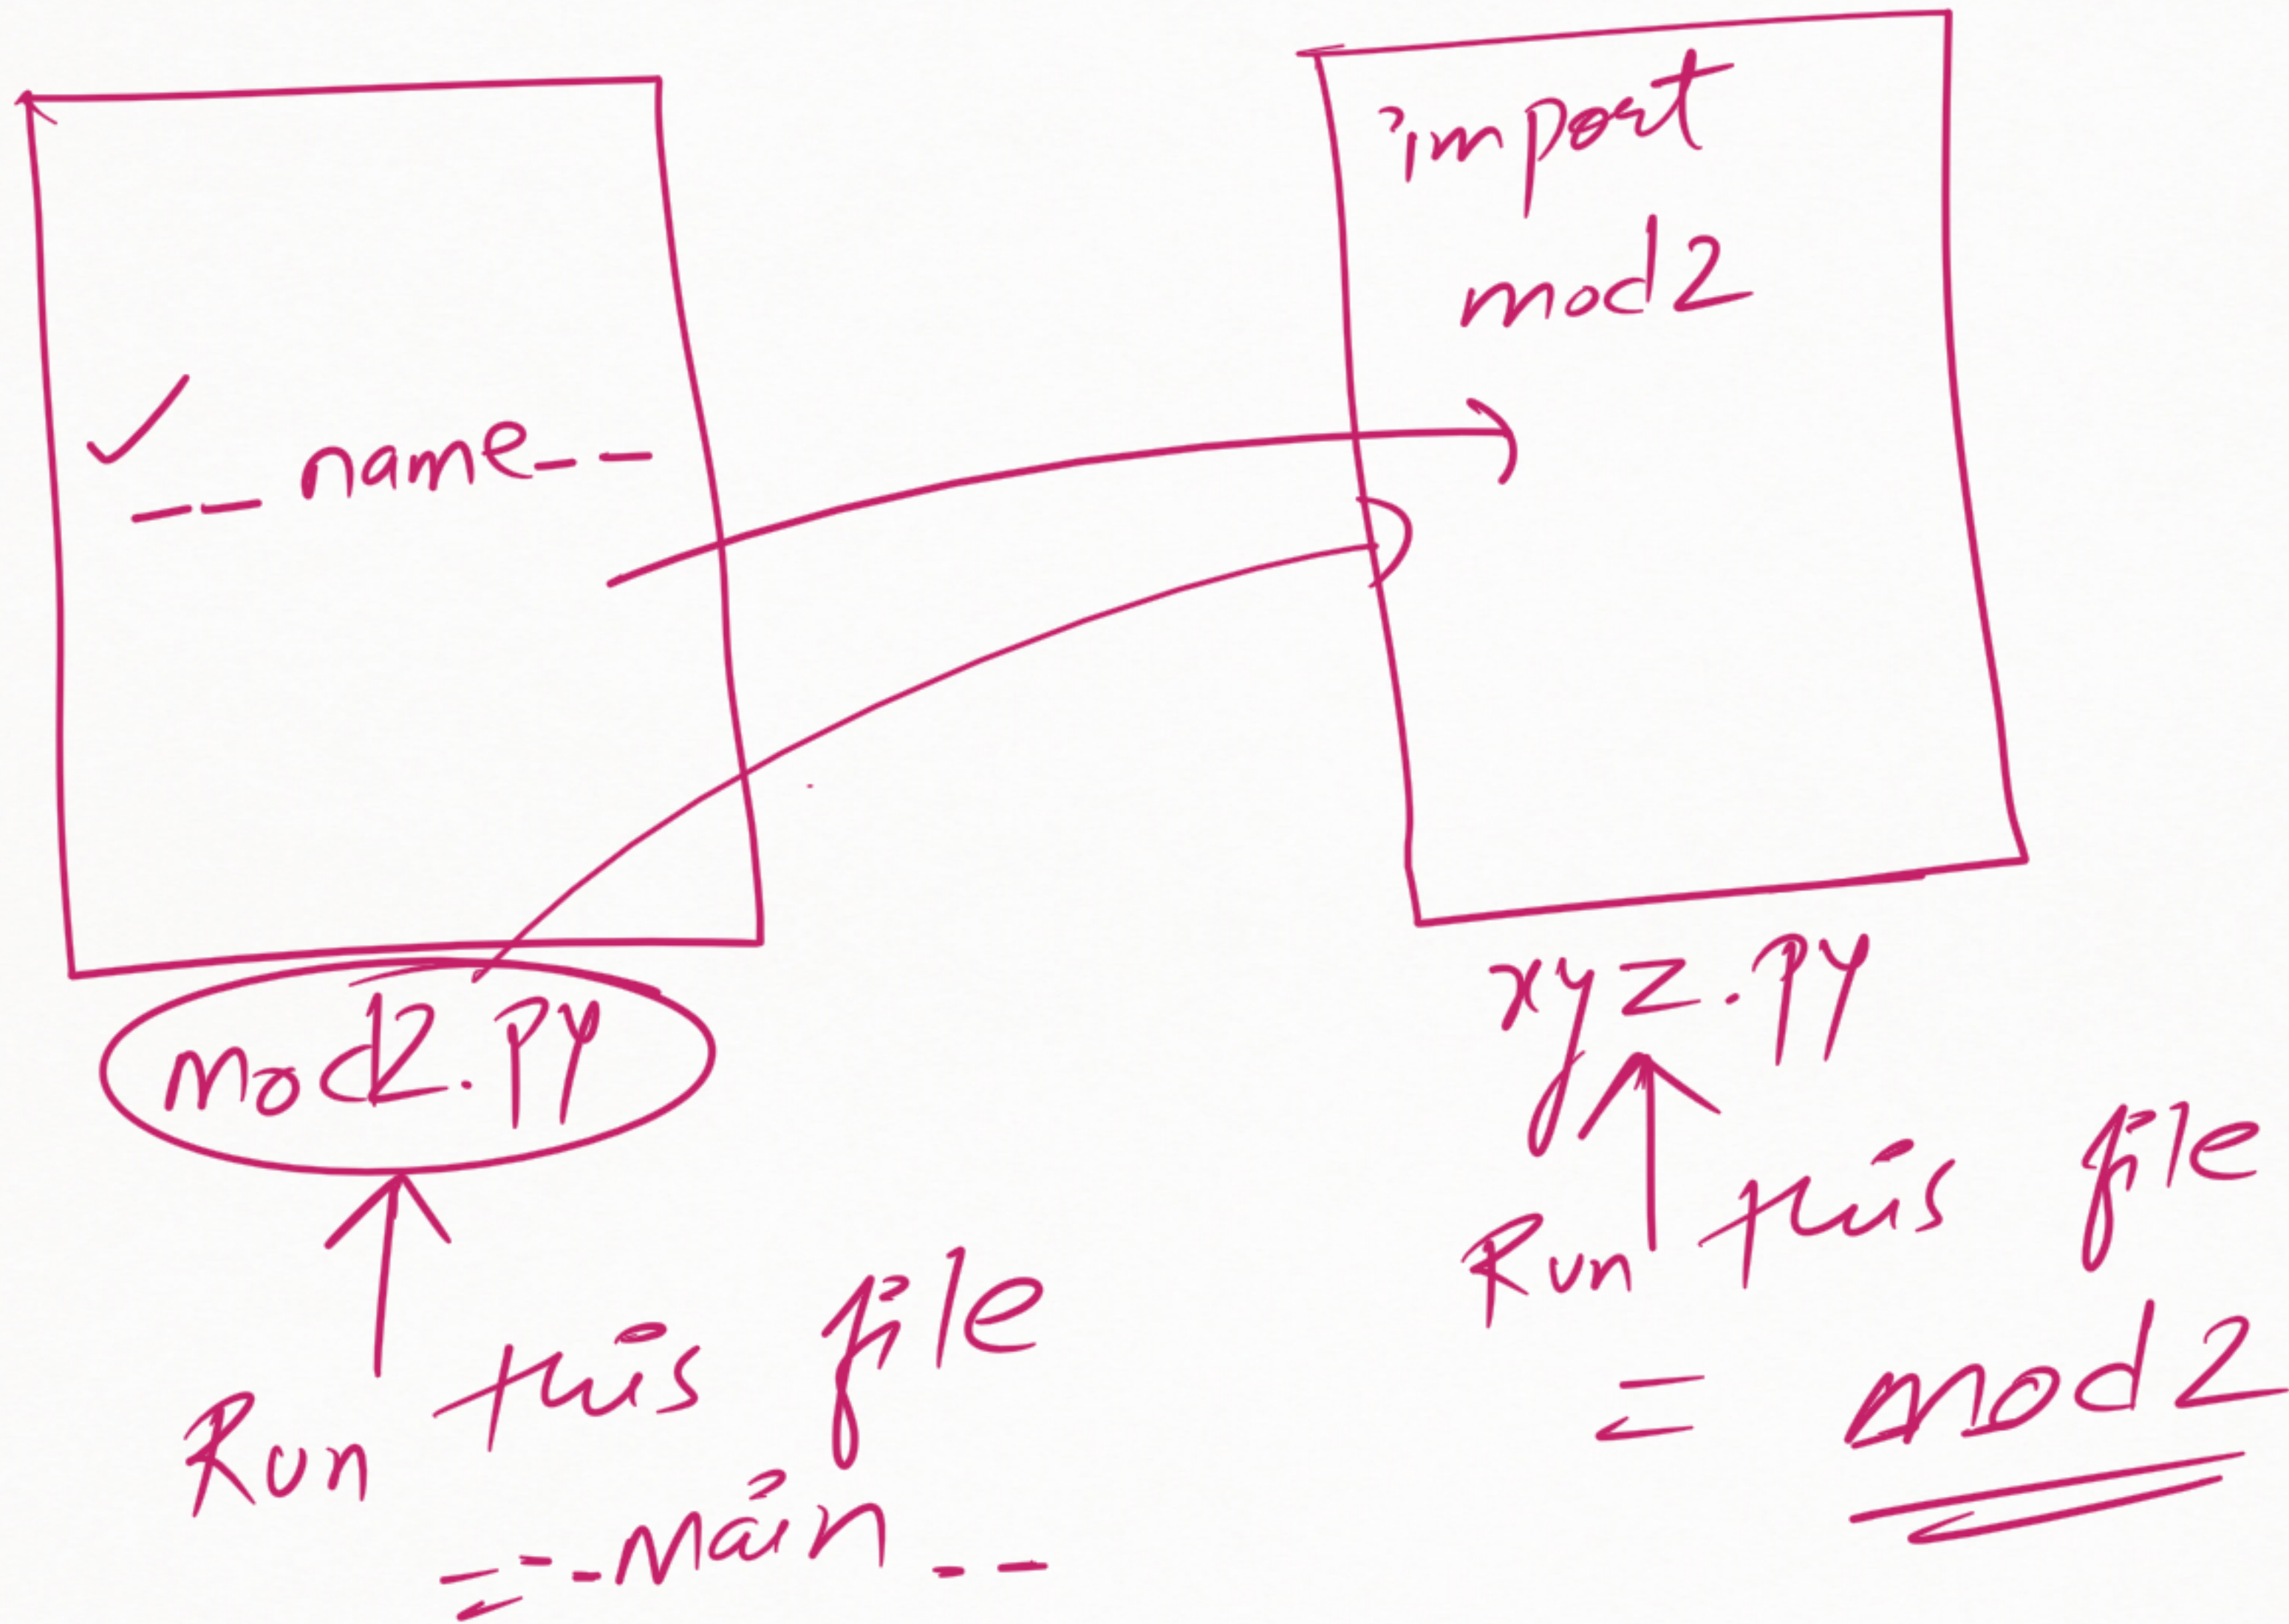 __name__
mod2.py
Run this file
= __main__
import
mod2
xyz.py
Run this file
= mod2